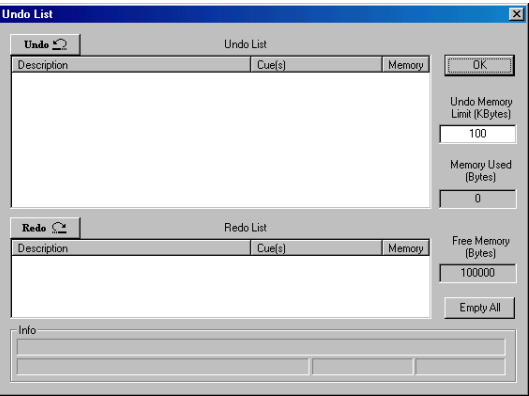 Undo List
Undo
Undo List
Description Cue(s) Memory
OK
Undo Memory
Limit (KBytes)
100
Memory Used
(Bytes)
0
Redo
Redo List
Description Cue(s) Memory
Free Memory
(Bytes)
100000
Empty All
Info